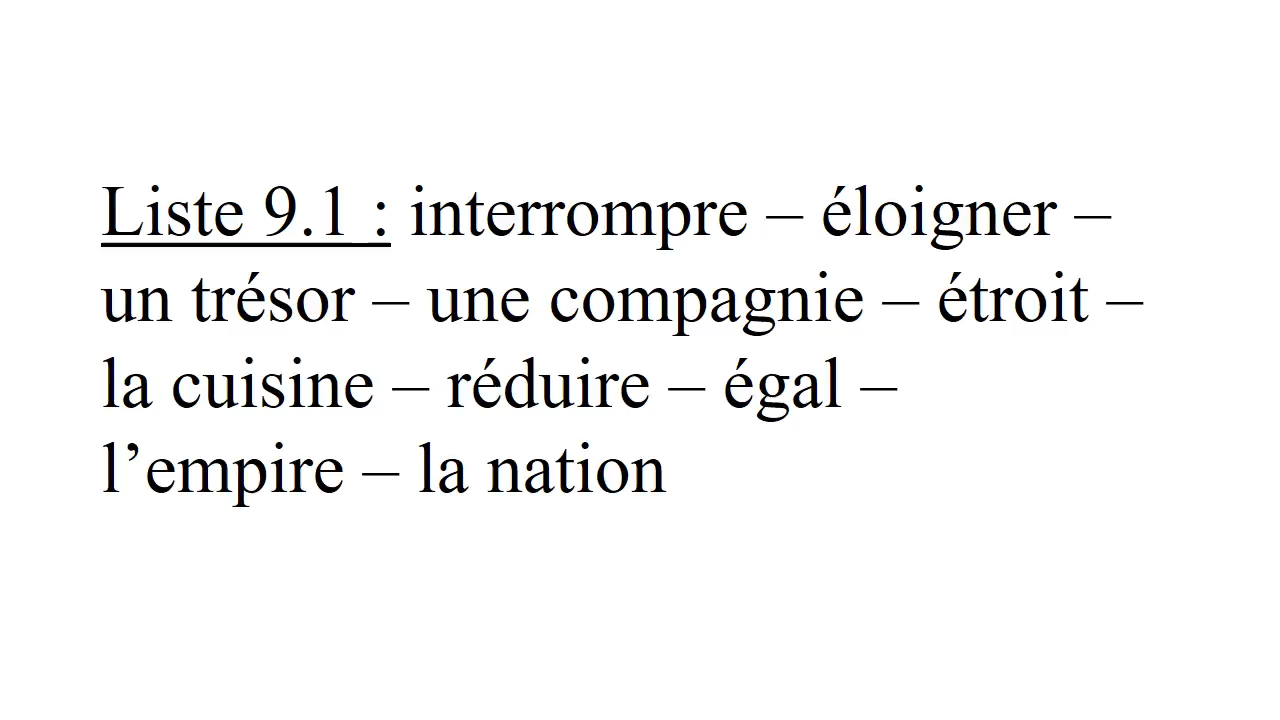 Liste 9.1 : interrompre – éloigner –
un trésor – une compagnie – étroit –
la cuisine – réduire – égal –
l’empire – la nation